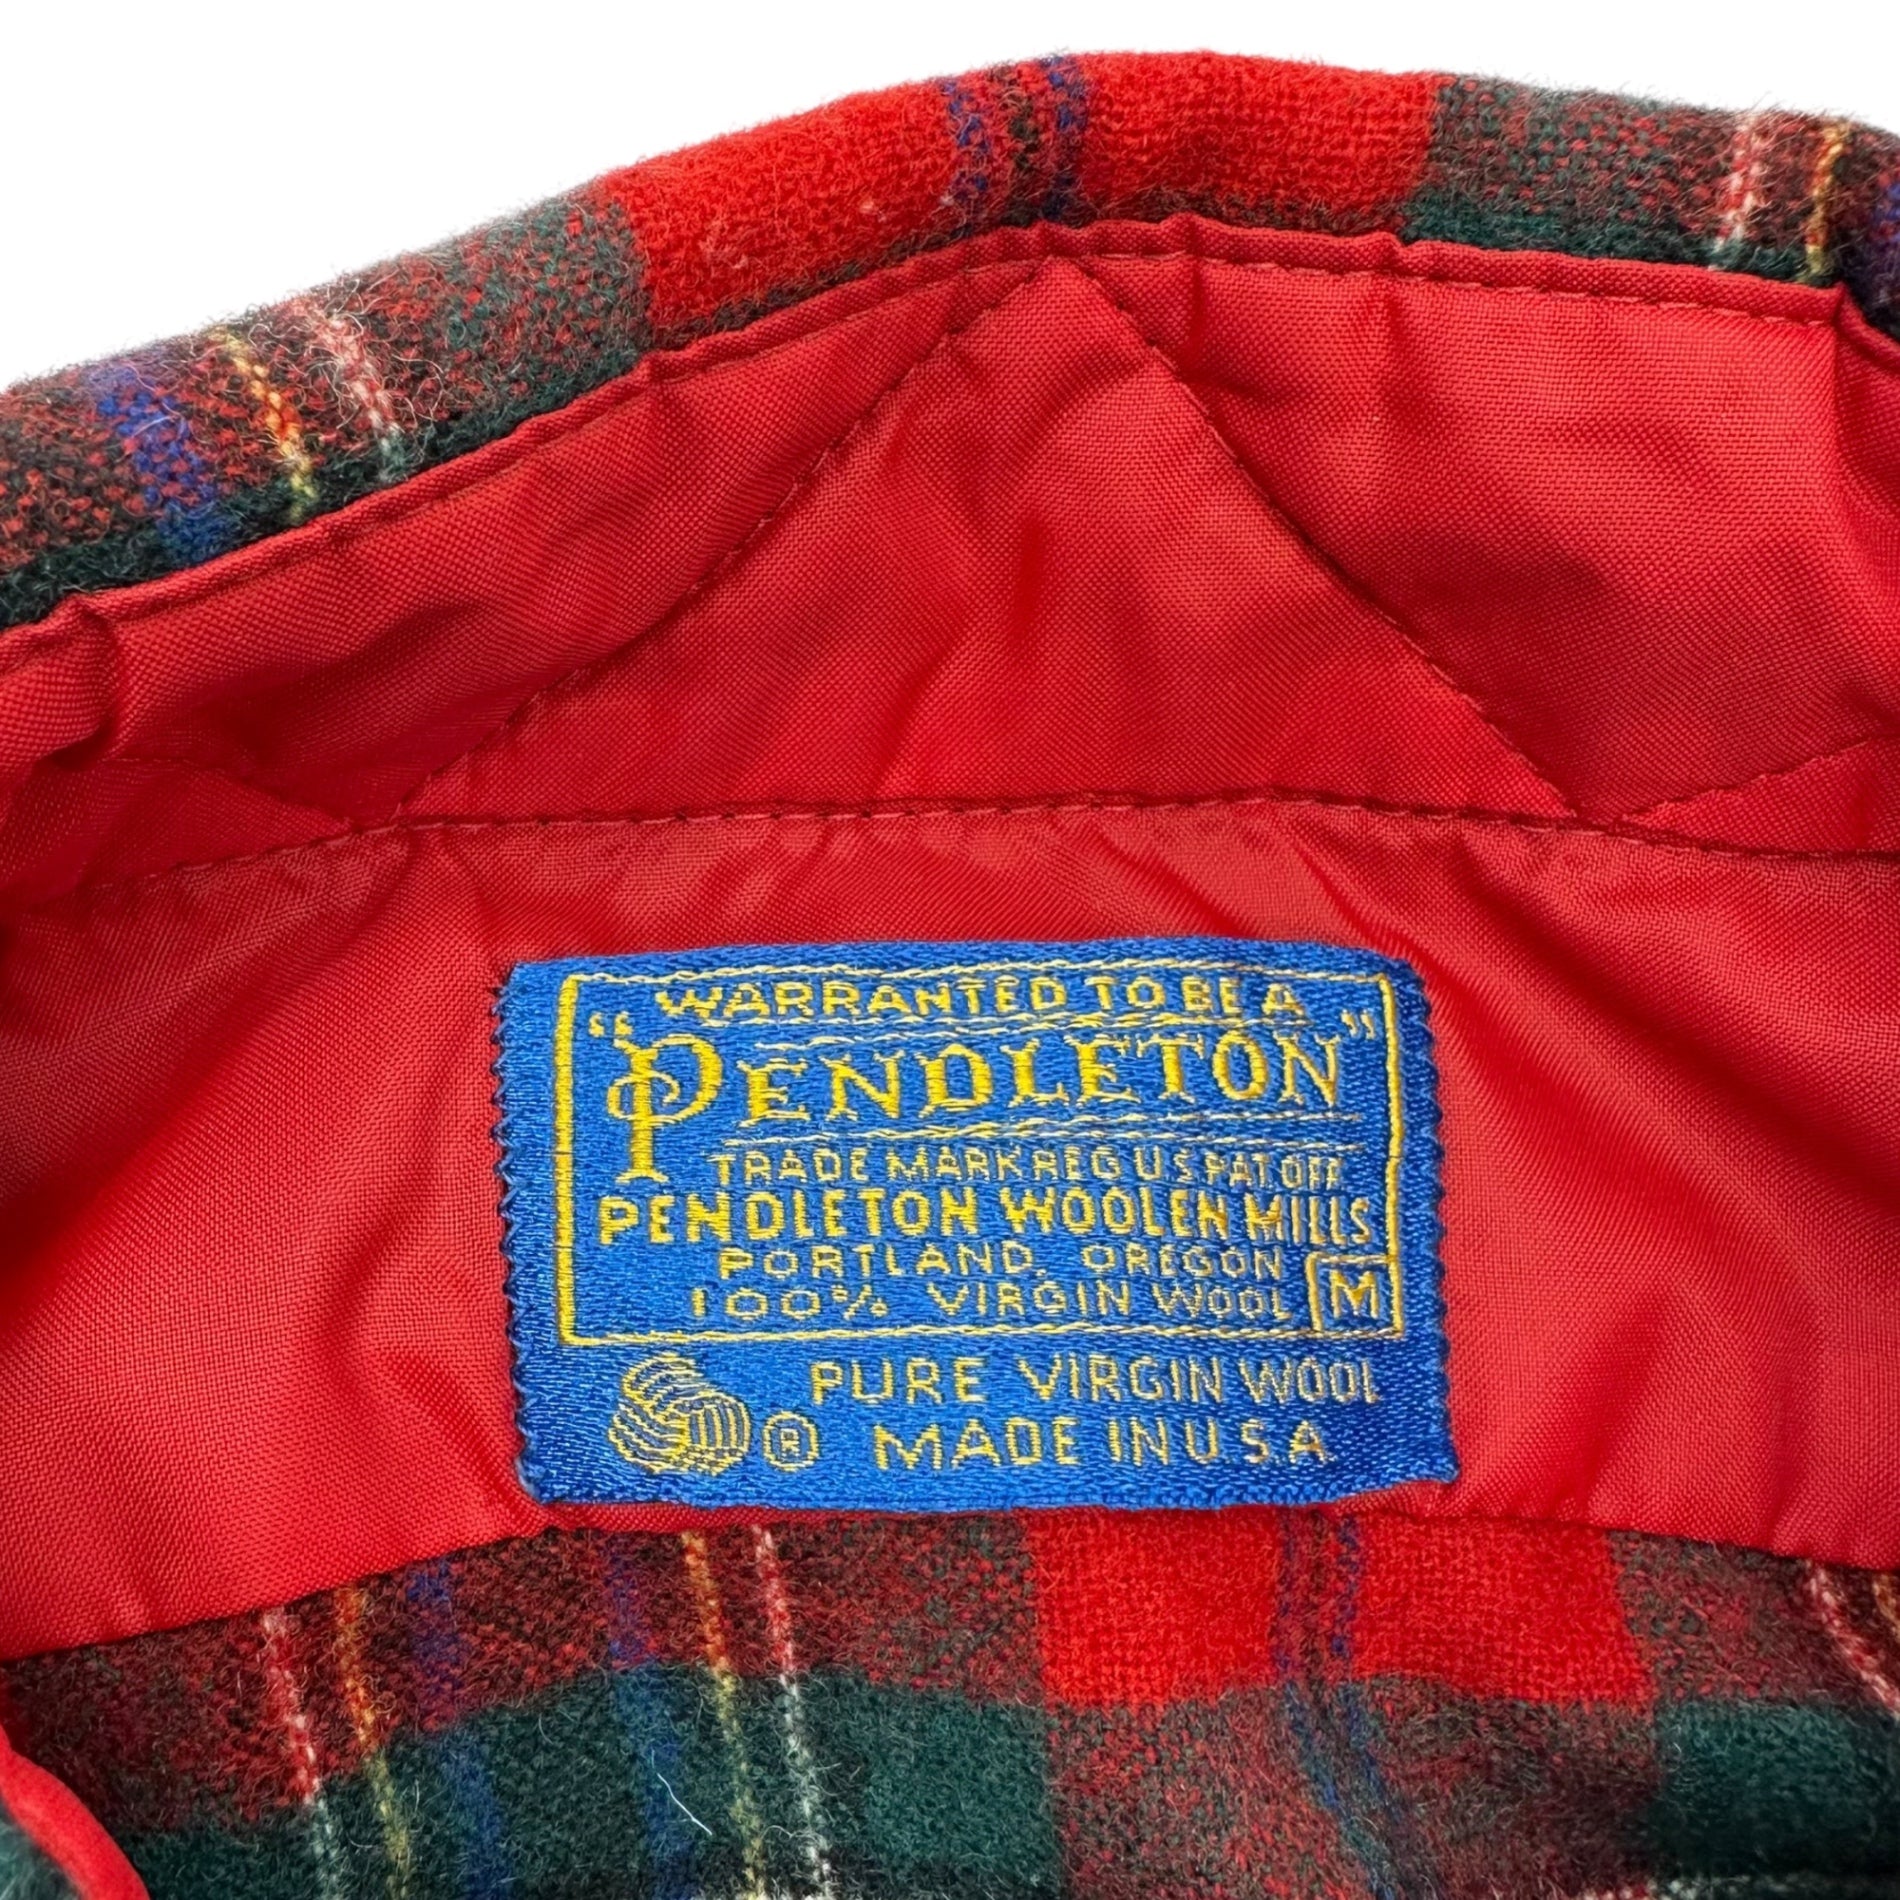 WARRANTED TO BE A
"PENDLETON"
TRADE MARK REG U.S. PAT. OFF.
PENDLETON WOOLEN MILLS
PORTLAND, OREGON
100% VIRGIN WOOL M
PURE VIRGIN WOOL
® MADE IN U.S.A.